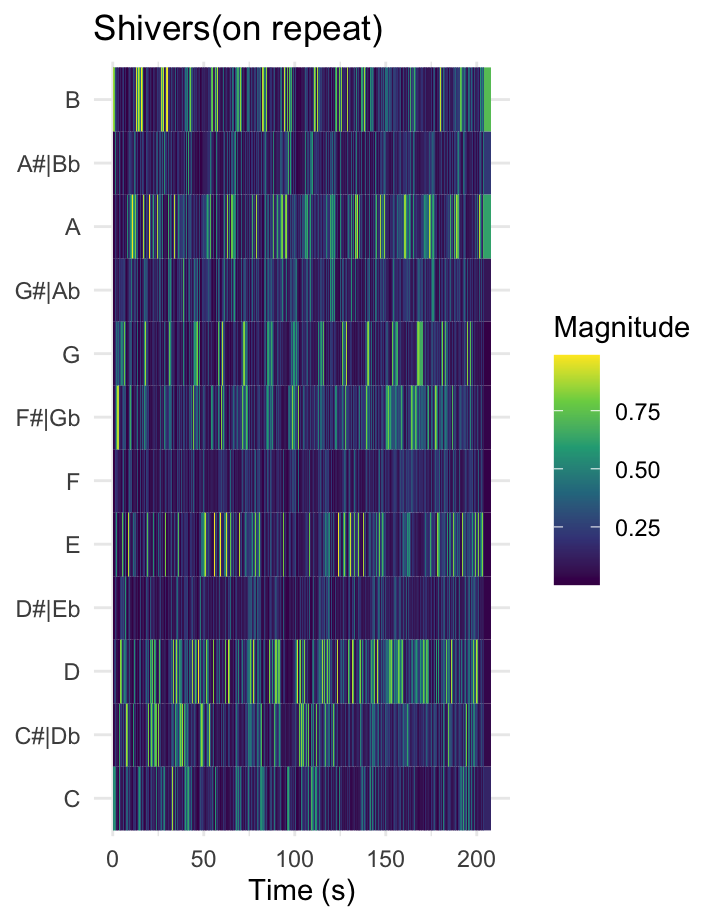 Shivers(on repeat)
B
A#|Bb
A
G#|Ab
G
F#|Gb
F
E
D#|Eb
D
C#|Db
C
0 50 100 150 200
Time (s)
Magnitude
0.75
0.50
0.25